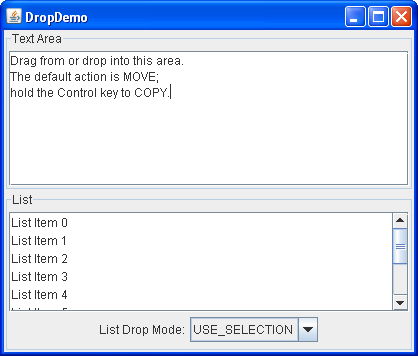 DropDemo
Text Area
Drag from or drop into this area.
The default action is MOVE;
hold the Control key to COPY.
List
List Item 0
List Item 1
List Item 2
List Item 3
List Item 4
List Drop Mode: USE_SELECTION